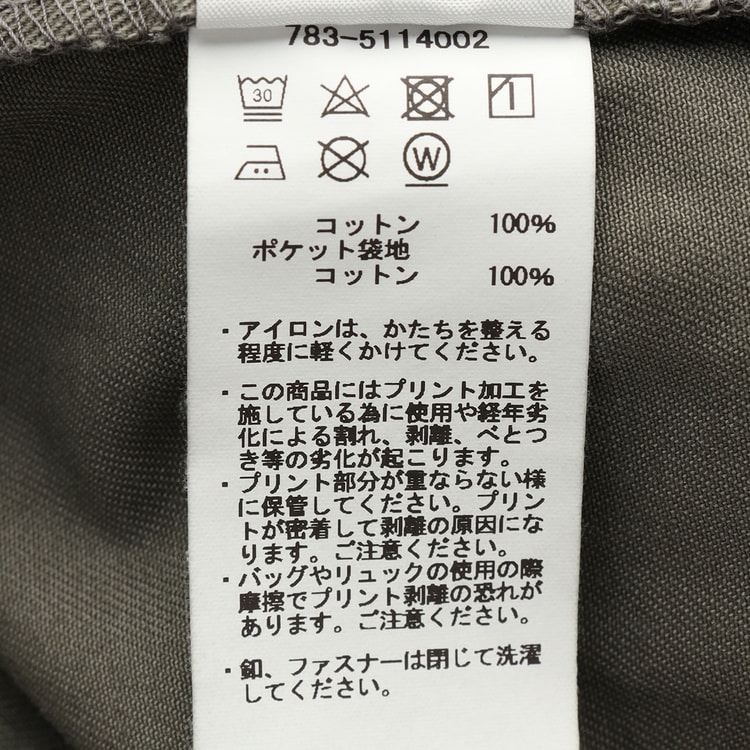 783-5114002
30
W
コットン 100%
ポケット袋地
コットン 100%
・アイロンは、かたちを整える
程度に軽くかけてください。
・この商品にはプリント加工を
施している為に使用や経年劣
化による割れ、剥離、べとつ
き等の劣化が起こります。
・プリント部分が重ならない様
に保管してください。プリン
トが密着して剥離の原因にな
ります。ご注意ください。
・バッグやリュックの使用の際
摩擦でプリント剥離の恐れが
あります。ご注意ください。
・釦、ファスナーは閉じて洗濯
してください。